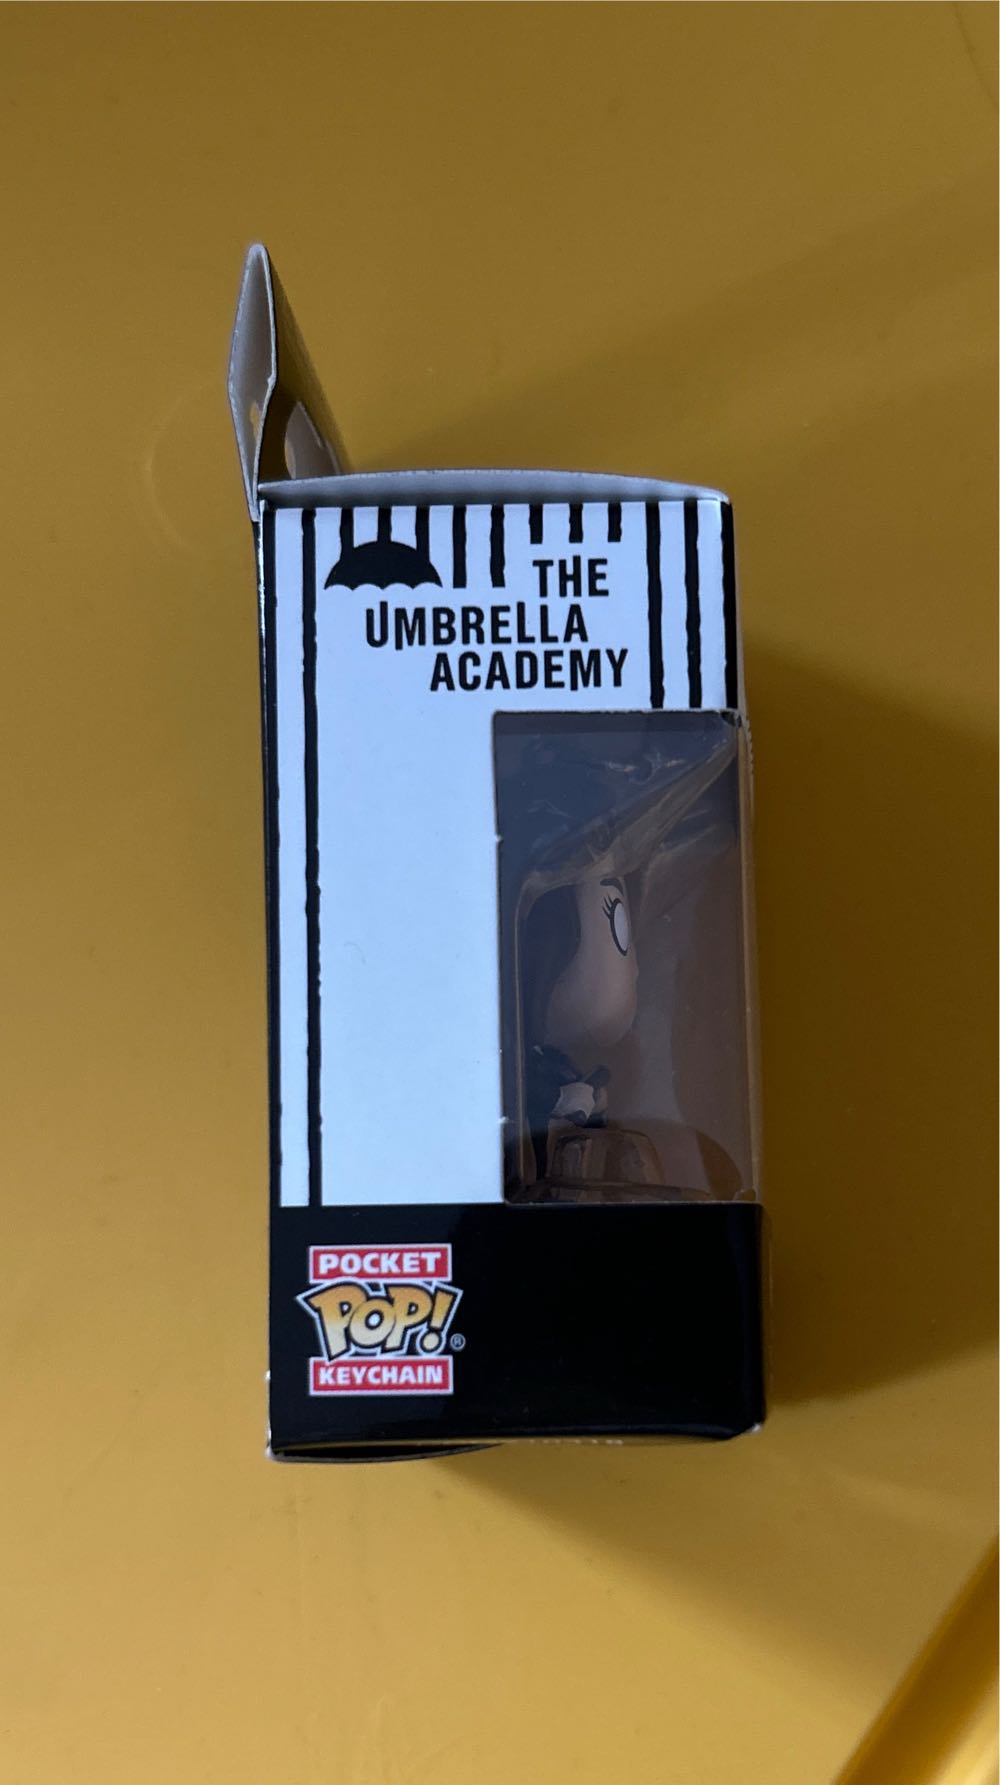 THE
UMBRELLA
ACADEMY
POCKET
POP! ®
KEYCHAIN